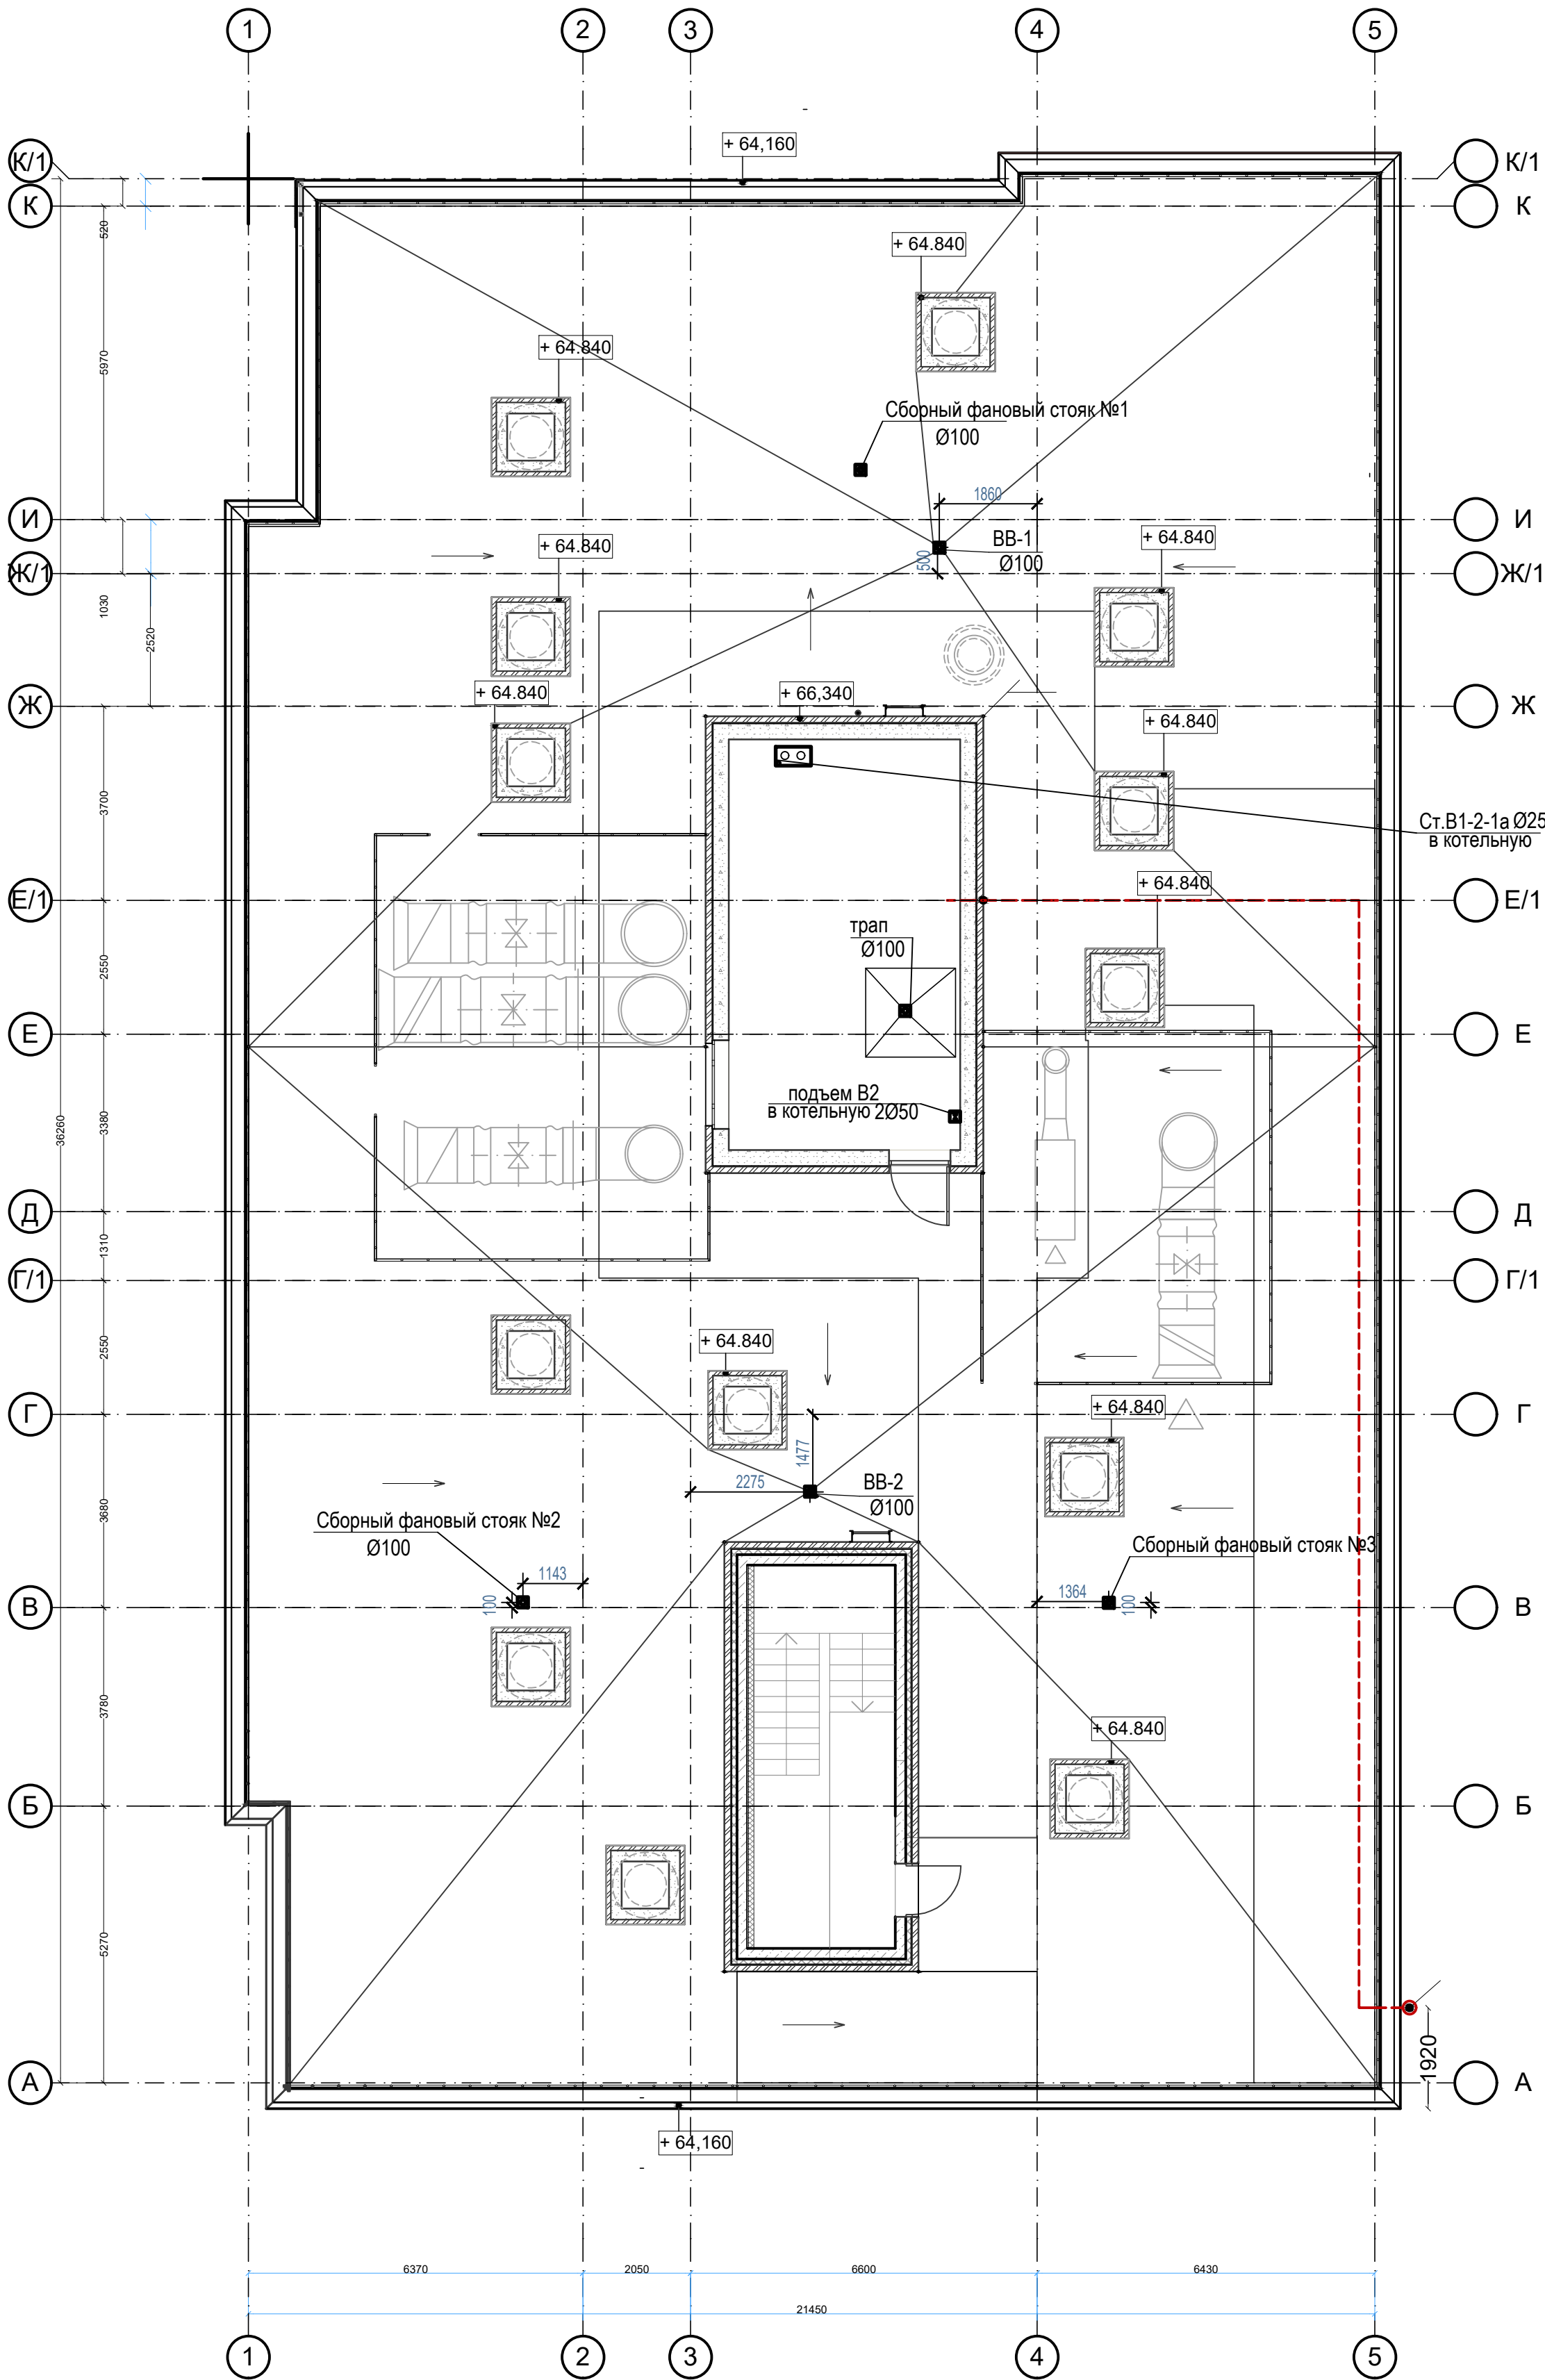 1 2 3 4 5
+ 64,160
К/1 К/1
К К
520
+ 64.840
5970
+ 64.840
Сборный фановый стояк №1
Ø100
1860
И И
ВВ-1
Ø100
500
+ 64.840
+ 64.840
Ж/1 Ж/1
1030
2520
+ 64.840
+ 66,340
Ж Ж
+ 64.840
3700
Ст.В1-2-1а Ø25
в котельную
+ 64.840
Е/1 Е/1
трап
Ø100
2550
Е Е
подъем В2
в котельную 2Ø50
3380
36260
Д Д
1310
Г/1 Г/1
2550
+ 64.840
+ 64.840
Г Г
1477
2275
ВВ-2
Ø100
3680
Сборный фановый стояк №2
Ø100
Сборный фановый стояк №3
1143
100
1364
100
В В
3780
+ 64.840
Б Б
5270
1920
А А
+ 64,160
6370 2050 6600 6430
21450
1 2 3 4 5